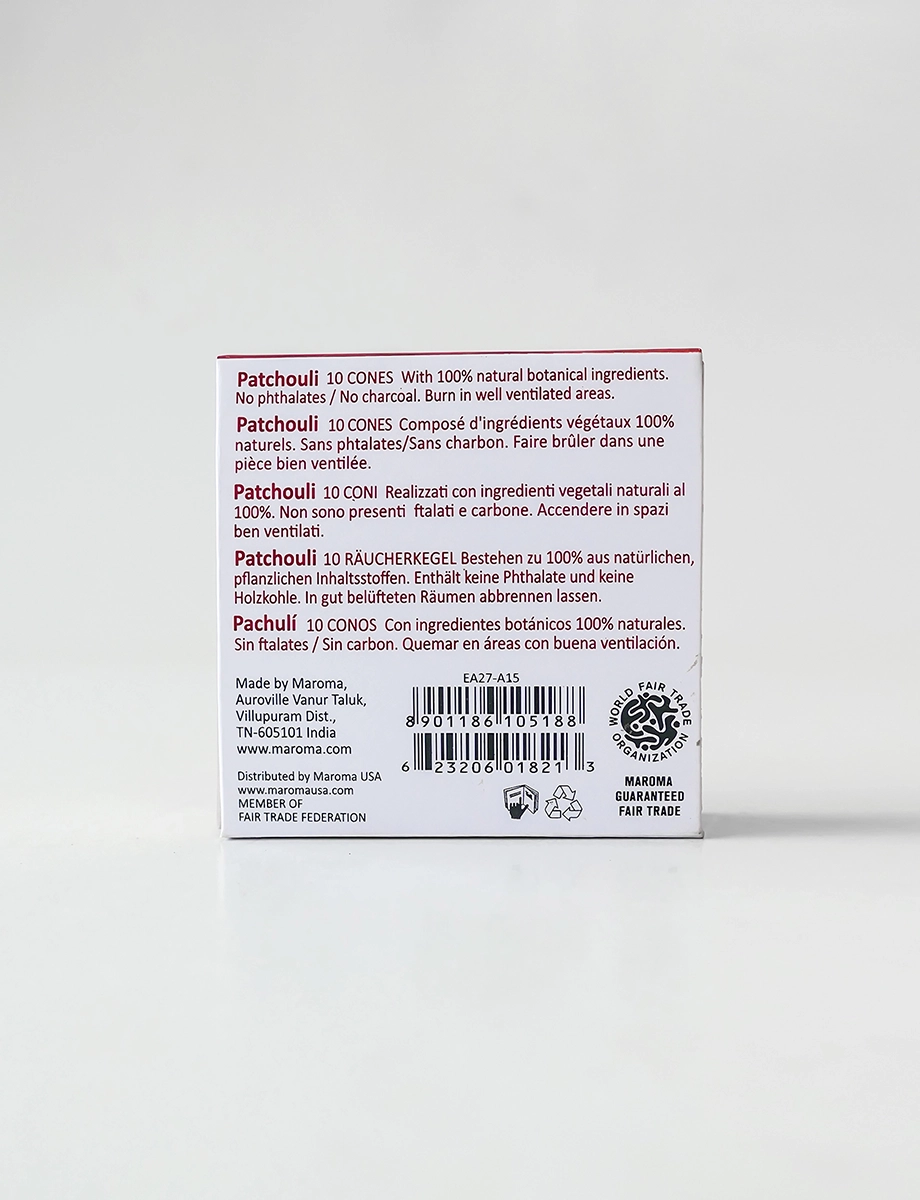 Patchouli 10 CONES With 100% natural botanical ingredients.
No phthalates / No charcoal. Burn in well ventilated areas.
Patchouli 10 CONES Composé d'ingrédients végétaux 100%
naturels. Sans phtalates/Sans charbon. Faire brûler dans une
pièce bien ventilée.
Patchouli 10 CONI Realizzati con ingredienti vegetali naturali al
100%. Non sono presenti ftalati e carbone. Accendere in spazi
ben ventilati.
Patchouli 10 RÄUCHERKEGEL Bestehen zu 100% aus natürlichen,
pflanzlichen Inhaltsstoffen. Enthält keine Phthalate und keine
Holzkohle. In gut belüfteten Räumen abbrennen lassen.
Pachulí 10 CONOS Con ingredientes botánicos 100% naturales.
Sin ftalates / Sin carbon. Quemar en áreas con buena ventilación.
Made by Maroma,
Auroville Vanur Taluk,
Villupuram Dist.,
TN-605101 India
www.maroma.com
Distributed by Maroma USA
www.maromausa.com
MEMBER OF
FAIR TRADE FEDERATION
EA27-A15
8 901186 105188
6 23206 01821 3
WORLD FAIR TRADE
ORGANIZATION
MAROMA
GUARANTEED
FAIR TRADE